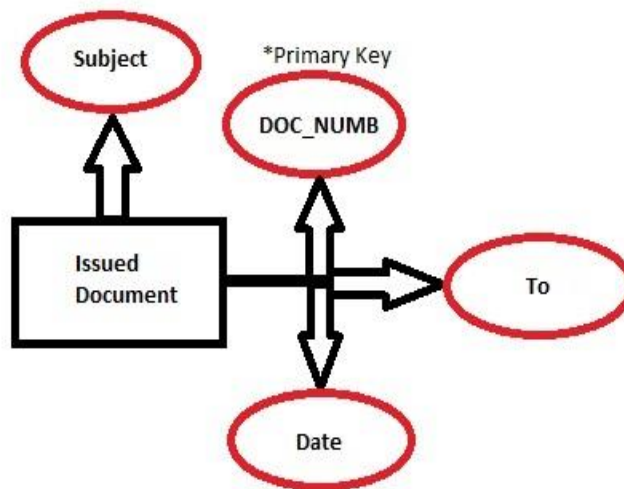 Subject
*Primary Key
DOC_NUMB
Issued
Document
To
Date